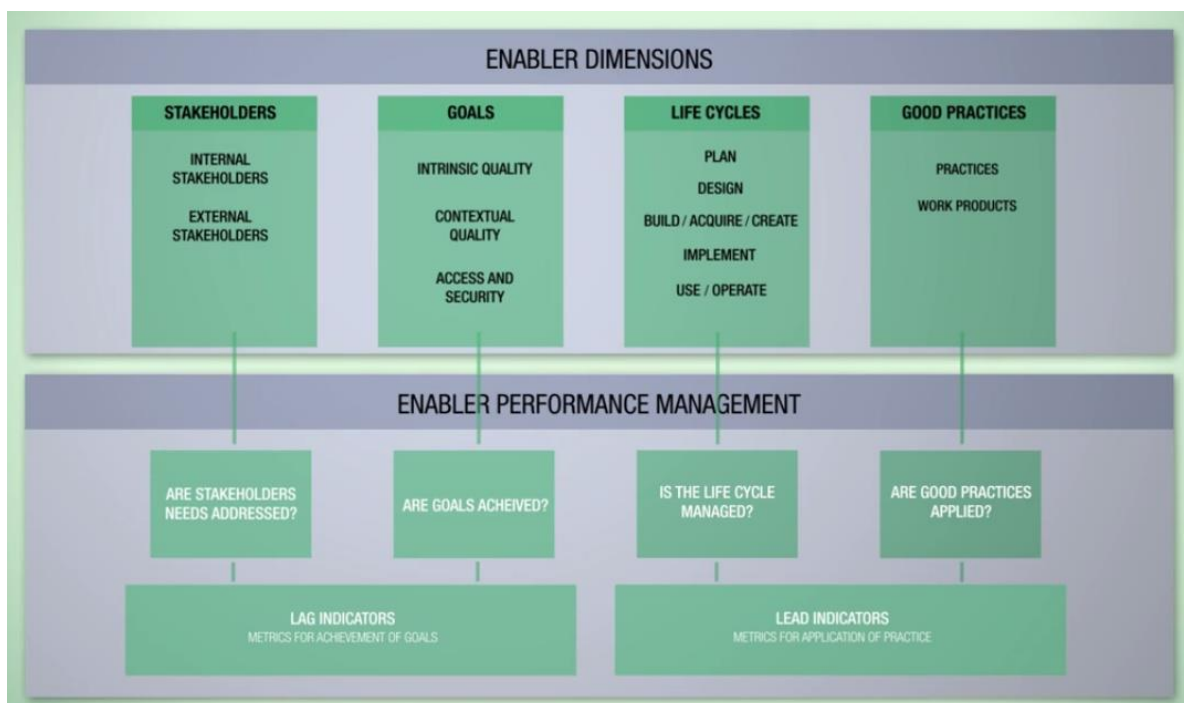 ENABLER DIMENSIONS
STAKEHOLDERS
INTERNAL
STAKEHOLDERS
EXTERNAL
STAKEHOLDERS
GOALS
INTRINSIC QUALITY
CONTEXTUAL
QUALITY
ACCESS AND
SECURITY
LIFE CYCLES
PLAN
DESIGN
BUILD / ACQUIRE / CREATE
IMPLEMENT
USE / OPERATE
GOOD PRACTICES
PRACTICES
WORK PRODUCTS
ENABLER PERFORMANCE MANAGEMENT
ARE STAKEHOLDERS
NEEDS ADDRESSED?
ARE GOALS ACHEIVED?
IS THE LIFE CYCLE
MANAGED?
ARE GOOD PRACTICES
APPLIED?
LAG INDICATORS
METRICS FOR ACHIEVEMENT OF GOALS
LEAD INDICATORS
METRICS FOR APPLICATION OF PRACTICE